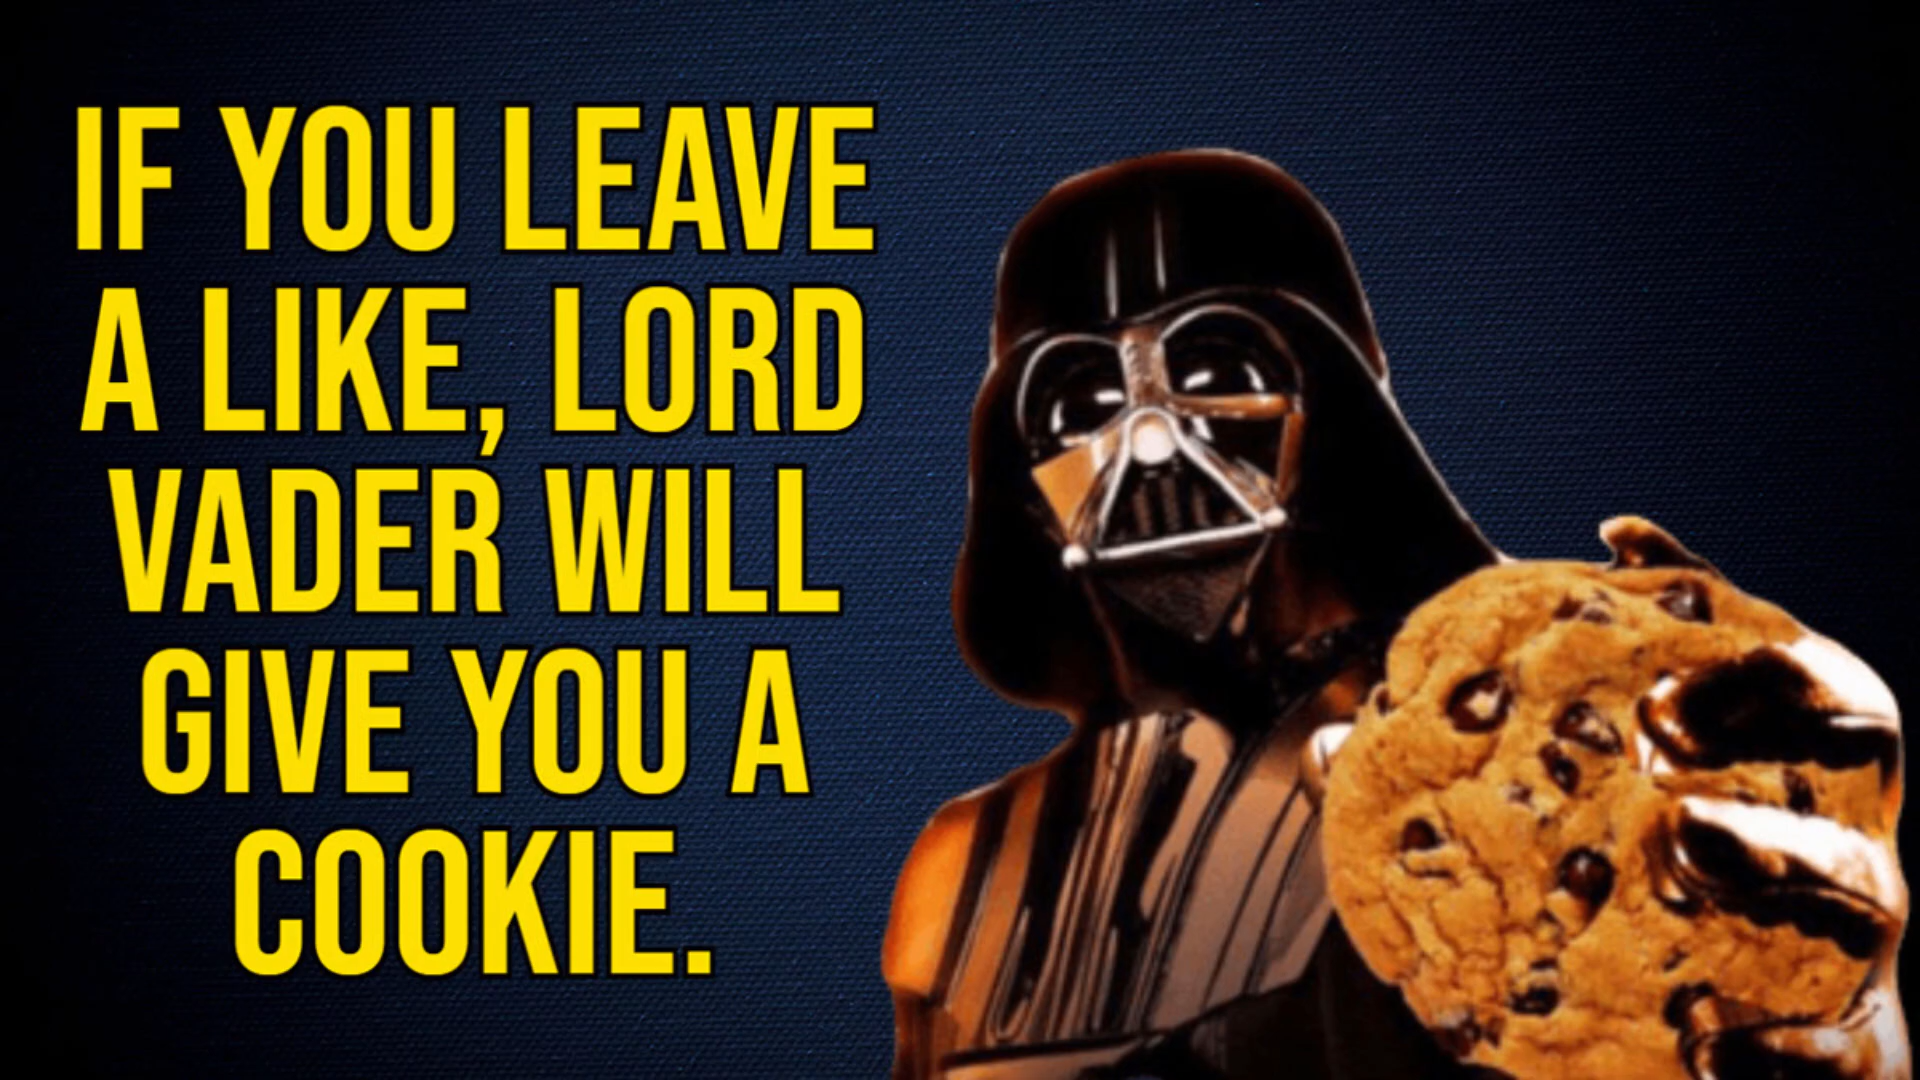 IF YOU LEAVE
A LIKE, LORD
VADER WILL
GIVE YOU A
COOKIE.